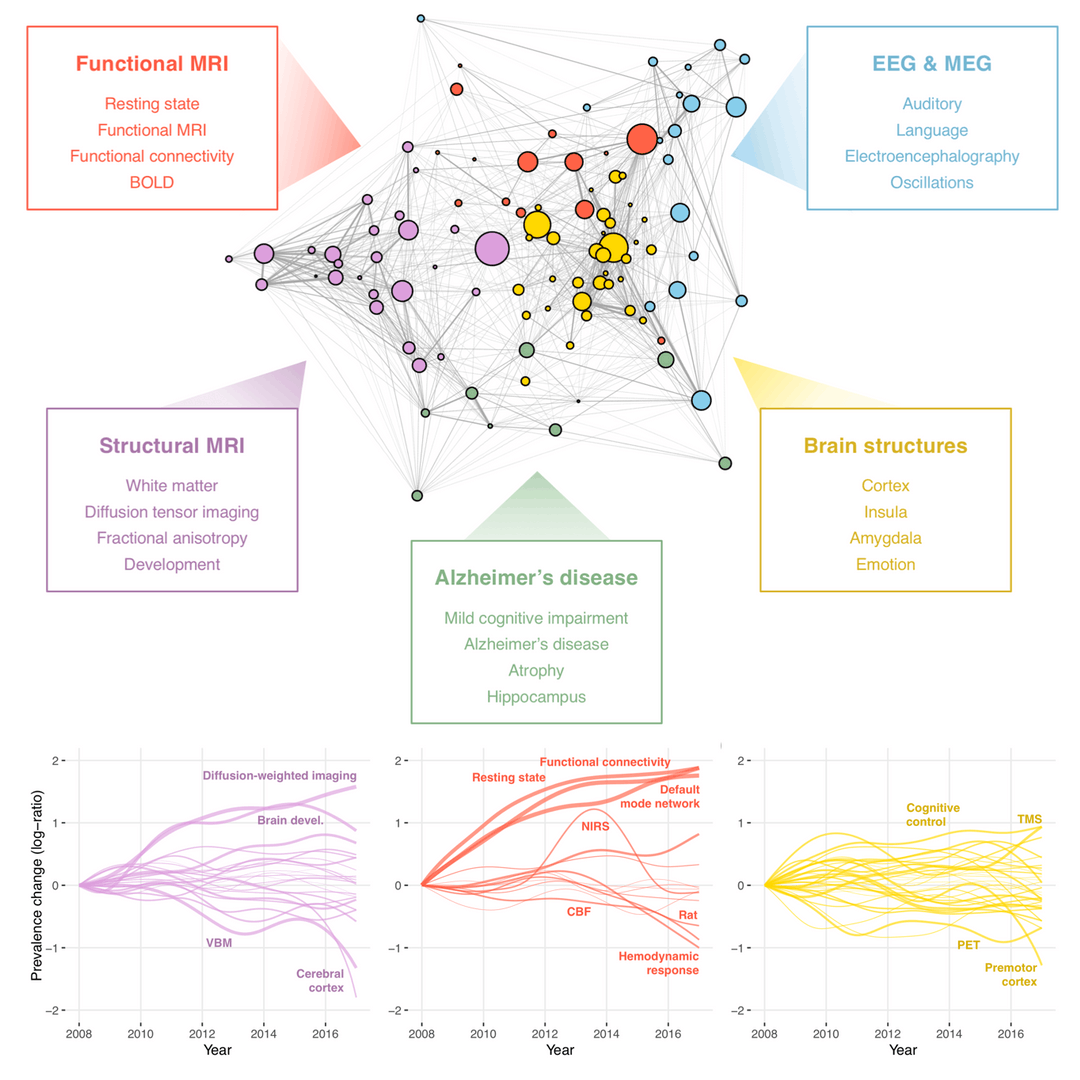 Functional MRI
Resting state
Functional MRI
Functional connectivity
BOLD
EEG & MEG
Auditory
Language
Electroencephalography
Oscillations
Structural MRI
White matter
Diffusion tensor imaging
Fractional anisotropy
Development
Brain structures
Cortex
Insula
Amygdala
Emotion
Alzheimer’s disease
Mild cognitive impairment
Alzheimer’s disease
Atrophy
Hippocampus
Prevalence change (log−ratio)
2
1
0
−1
−2
Diffusion-weighted imaging
Brain devel.
VBM
Cerebral
cortex
2008 2010 2012 2014 2016
Year
2
1
0
−1
−2
Functional connectivity
Resting state
Default
mode network
NIRS
CBF
Rat
Hemodynamic
response
2008 2010 2012 2014 2016
Year
2
1
0
−1
−2
Cognitive
control
TMS
PET
Premotor
cortex
2008 2010 2012 2014 2016
Year